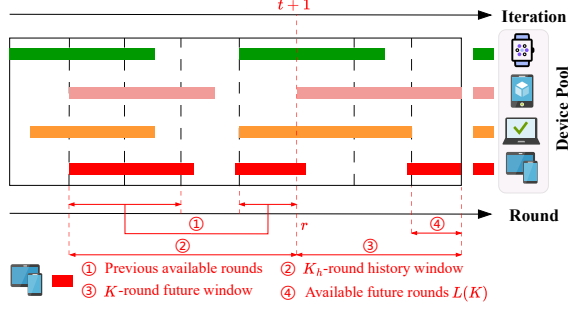 t + 1
Iteration
Device Pool
① r ④ Round
② ③
① Previous available rounds ② K_h-round history window
③ K-round future window ④ Available future rounds L(K)